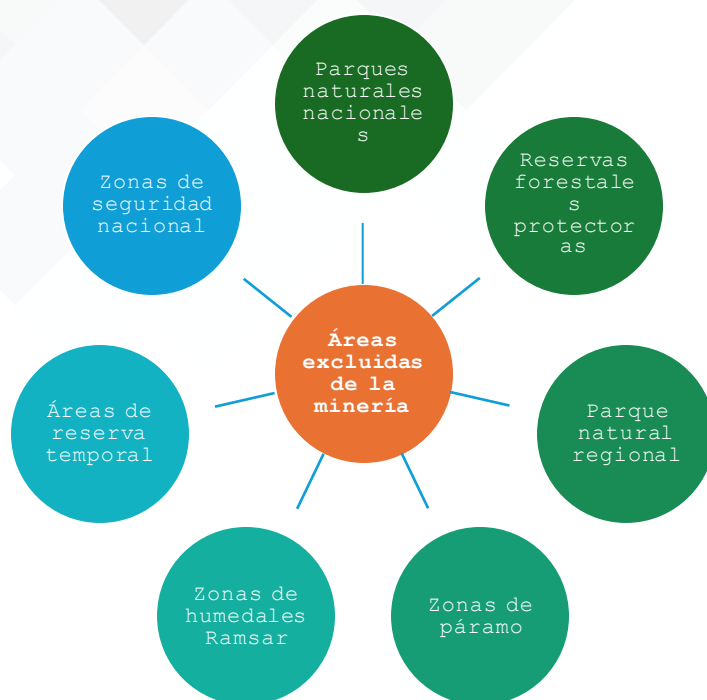 Parques
naturales
nacionale
s
Reservas
forestale
s
protector
as
Parque
natural
regional
Zonas de
páramo
Zonas de
humedales
Ramsar
Áreas de
reserva
temporal
Zonas de
seguridad
nacional
Áreas
excluidas
de la
minería